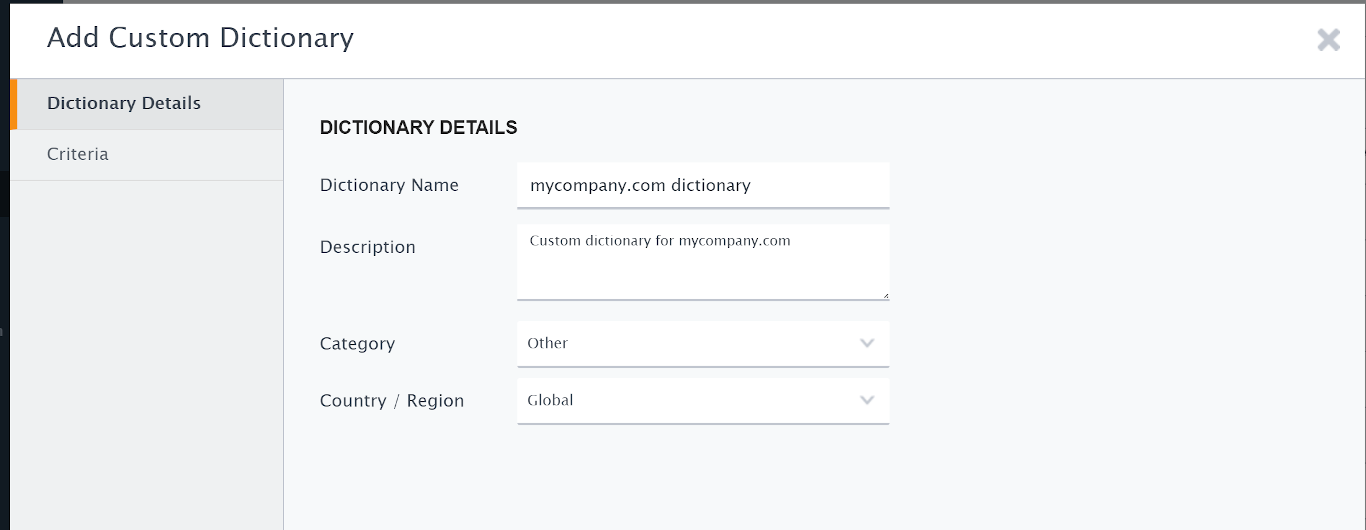 Add Custom Dictionary
Dictionary Details
Criteria
DICTIONARY DETAILS
Dictionary Name
mycompany.com dictionary
Description
Custom dictionary for mycompany.com
Category
Other
Country / Region
Global